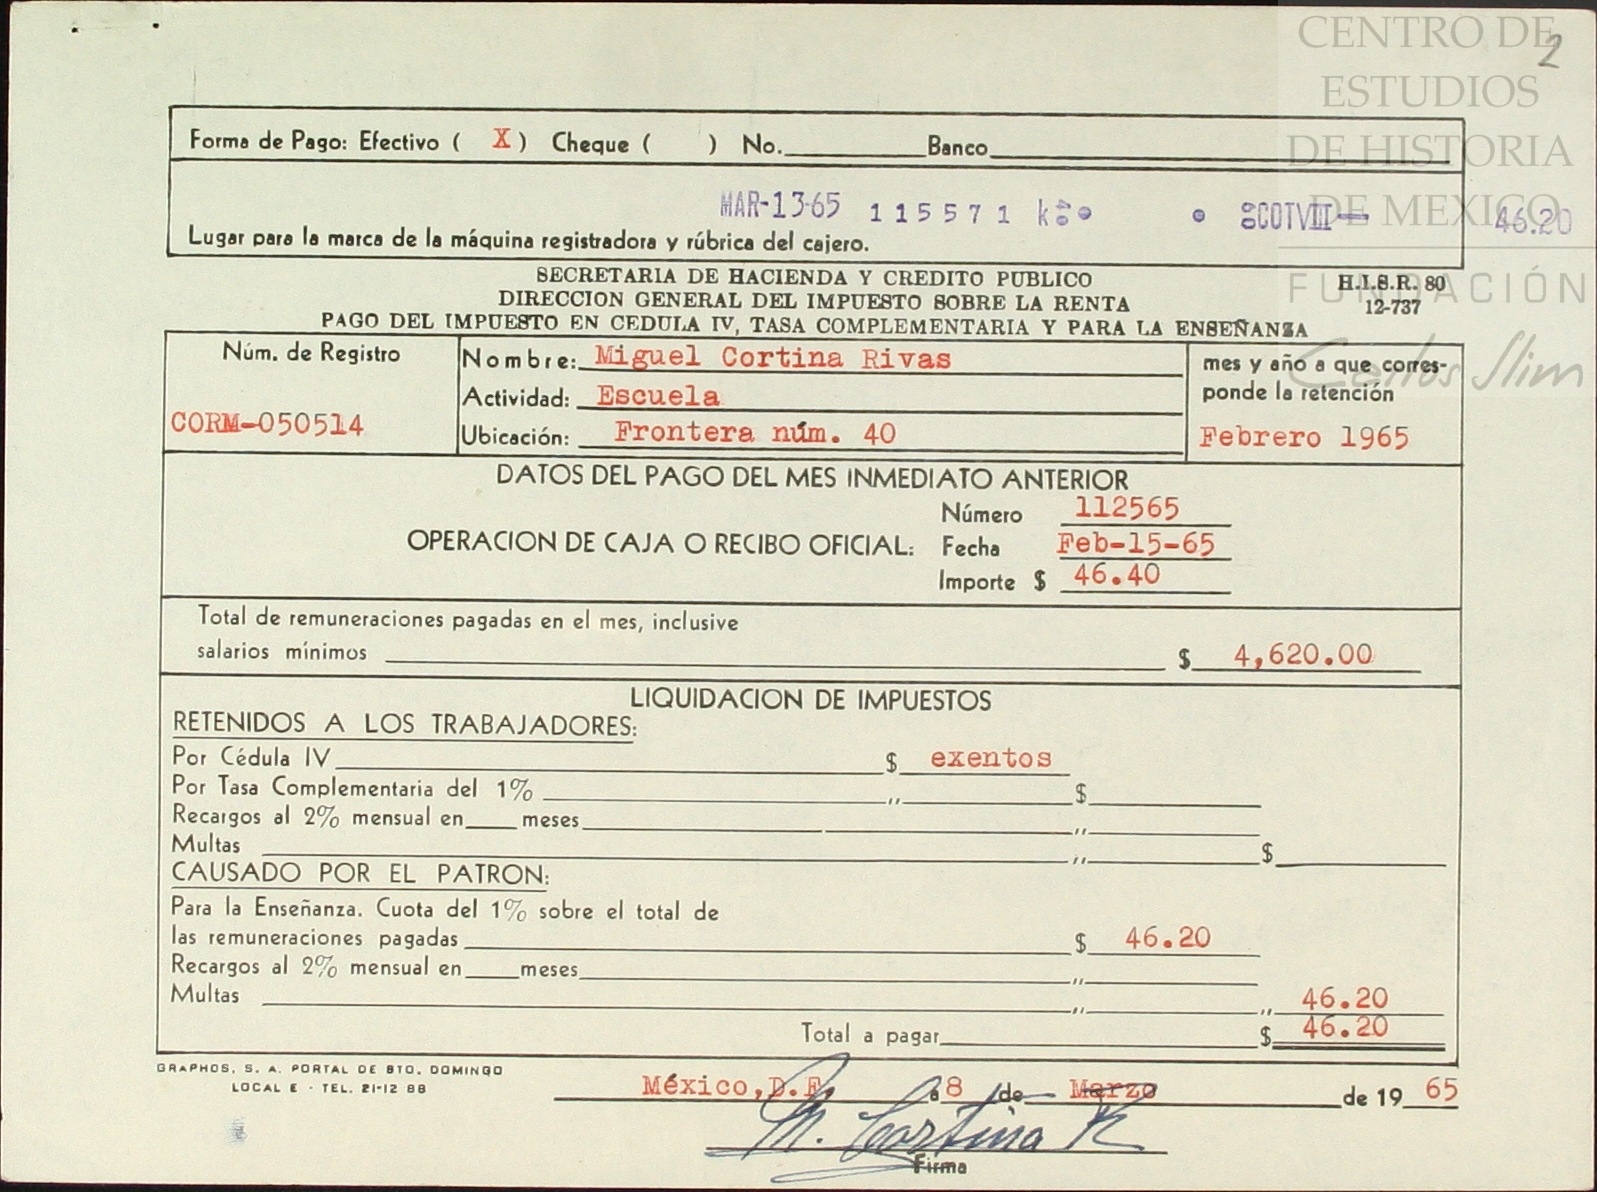 CENTRO DE
ESTUDIOS
DE HISTORIA
DE MEXICO
FUNDACIÓN
Carlos Slim
2
Forma de Pago: Efectivo ( X ) Cheque ( ) No.__________ Banco__________
MAR-13-65 115571 46.20
Lugar para la marca de la máquina registradora y rúbrica del cajero.
SECRETARIA DE HACIENDA Y CREDITO PUBLICO
DIRECCION GENERAL DEL IMPUESTO SOBRE LA RENTA
PAGO DEL IMPUESTO EN CEDULA IV, TASA COMPLEMENTARIA Y PARA LA ENSEÑANZA
H.I.S.R. 80
12-737
Núm. de Registro
CORM-050514
Nombre: Miguel Cortina Rivas
Actividad: Escuela
Ubicación: Frontera núm. 40
mes y año a que corres-
ponde la retención
Febrero 1965
DATOS DEL PAGO DEL MES INMEDIATO ANTERIOR
OPERACION DE CAJA O RECIBO OFICIAL:
Número 112565
Fecha Feb-15-65
Importe $ 46.40
Total de remuneraciones pagadas en el mes, inclusive
salarios mínimos $ 4,620.00
LIQUIDACION DE IMPUESTOS
RETENIDOS A LOS TRABAJADORES:
Por Cédula IV $ exentos
Por Tasa Complementaria del 1% ,, $
Recargos al 2% mensual en____ meses ,,
Multas ,, $
CAUSADO POR EL PATRON:
Para la Enseñanza. Cuota del 1% sobre el total de
las remuneraciones pagadas $ 46.20
Recargos al 2% mensual en____ meses ,,
Multas ,, ,, 46.20
Total a pagar $ 46.20
GRAPHOS, S. A. PORTAL DE STO. DOMINGO
LOCAL E - TEL. 21-12 88
México, D.F. a 8 de Marzo de 19 65
M. Cortina R
Firma